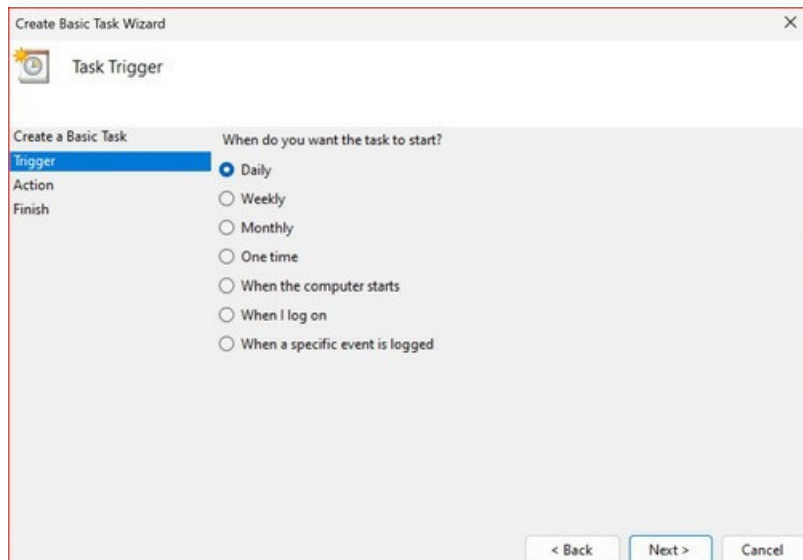 Create Basic Task Wizard
Task Trigger
Create a Basic Task
Trigger
Action
Finish
When do you want the task to start?
Daily
Weekly
Monthly
One time
When the computer starts
When I log on
When a specific event is logged
< Back
Next >
Cancel